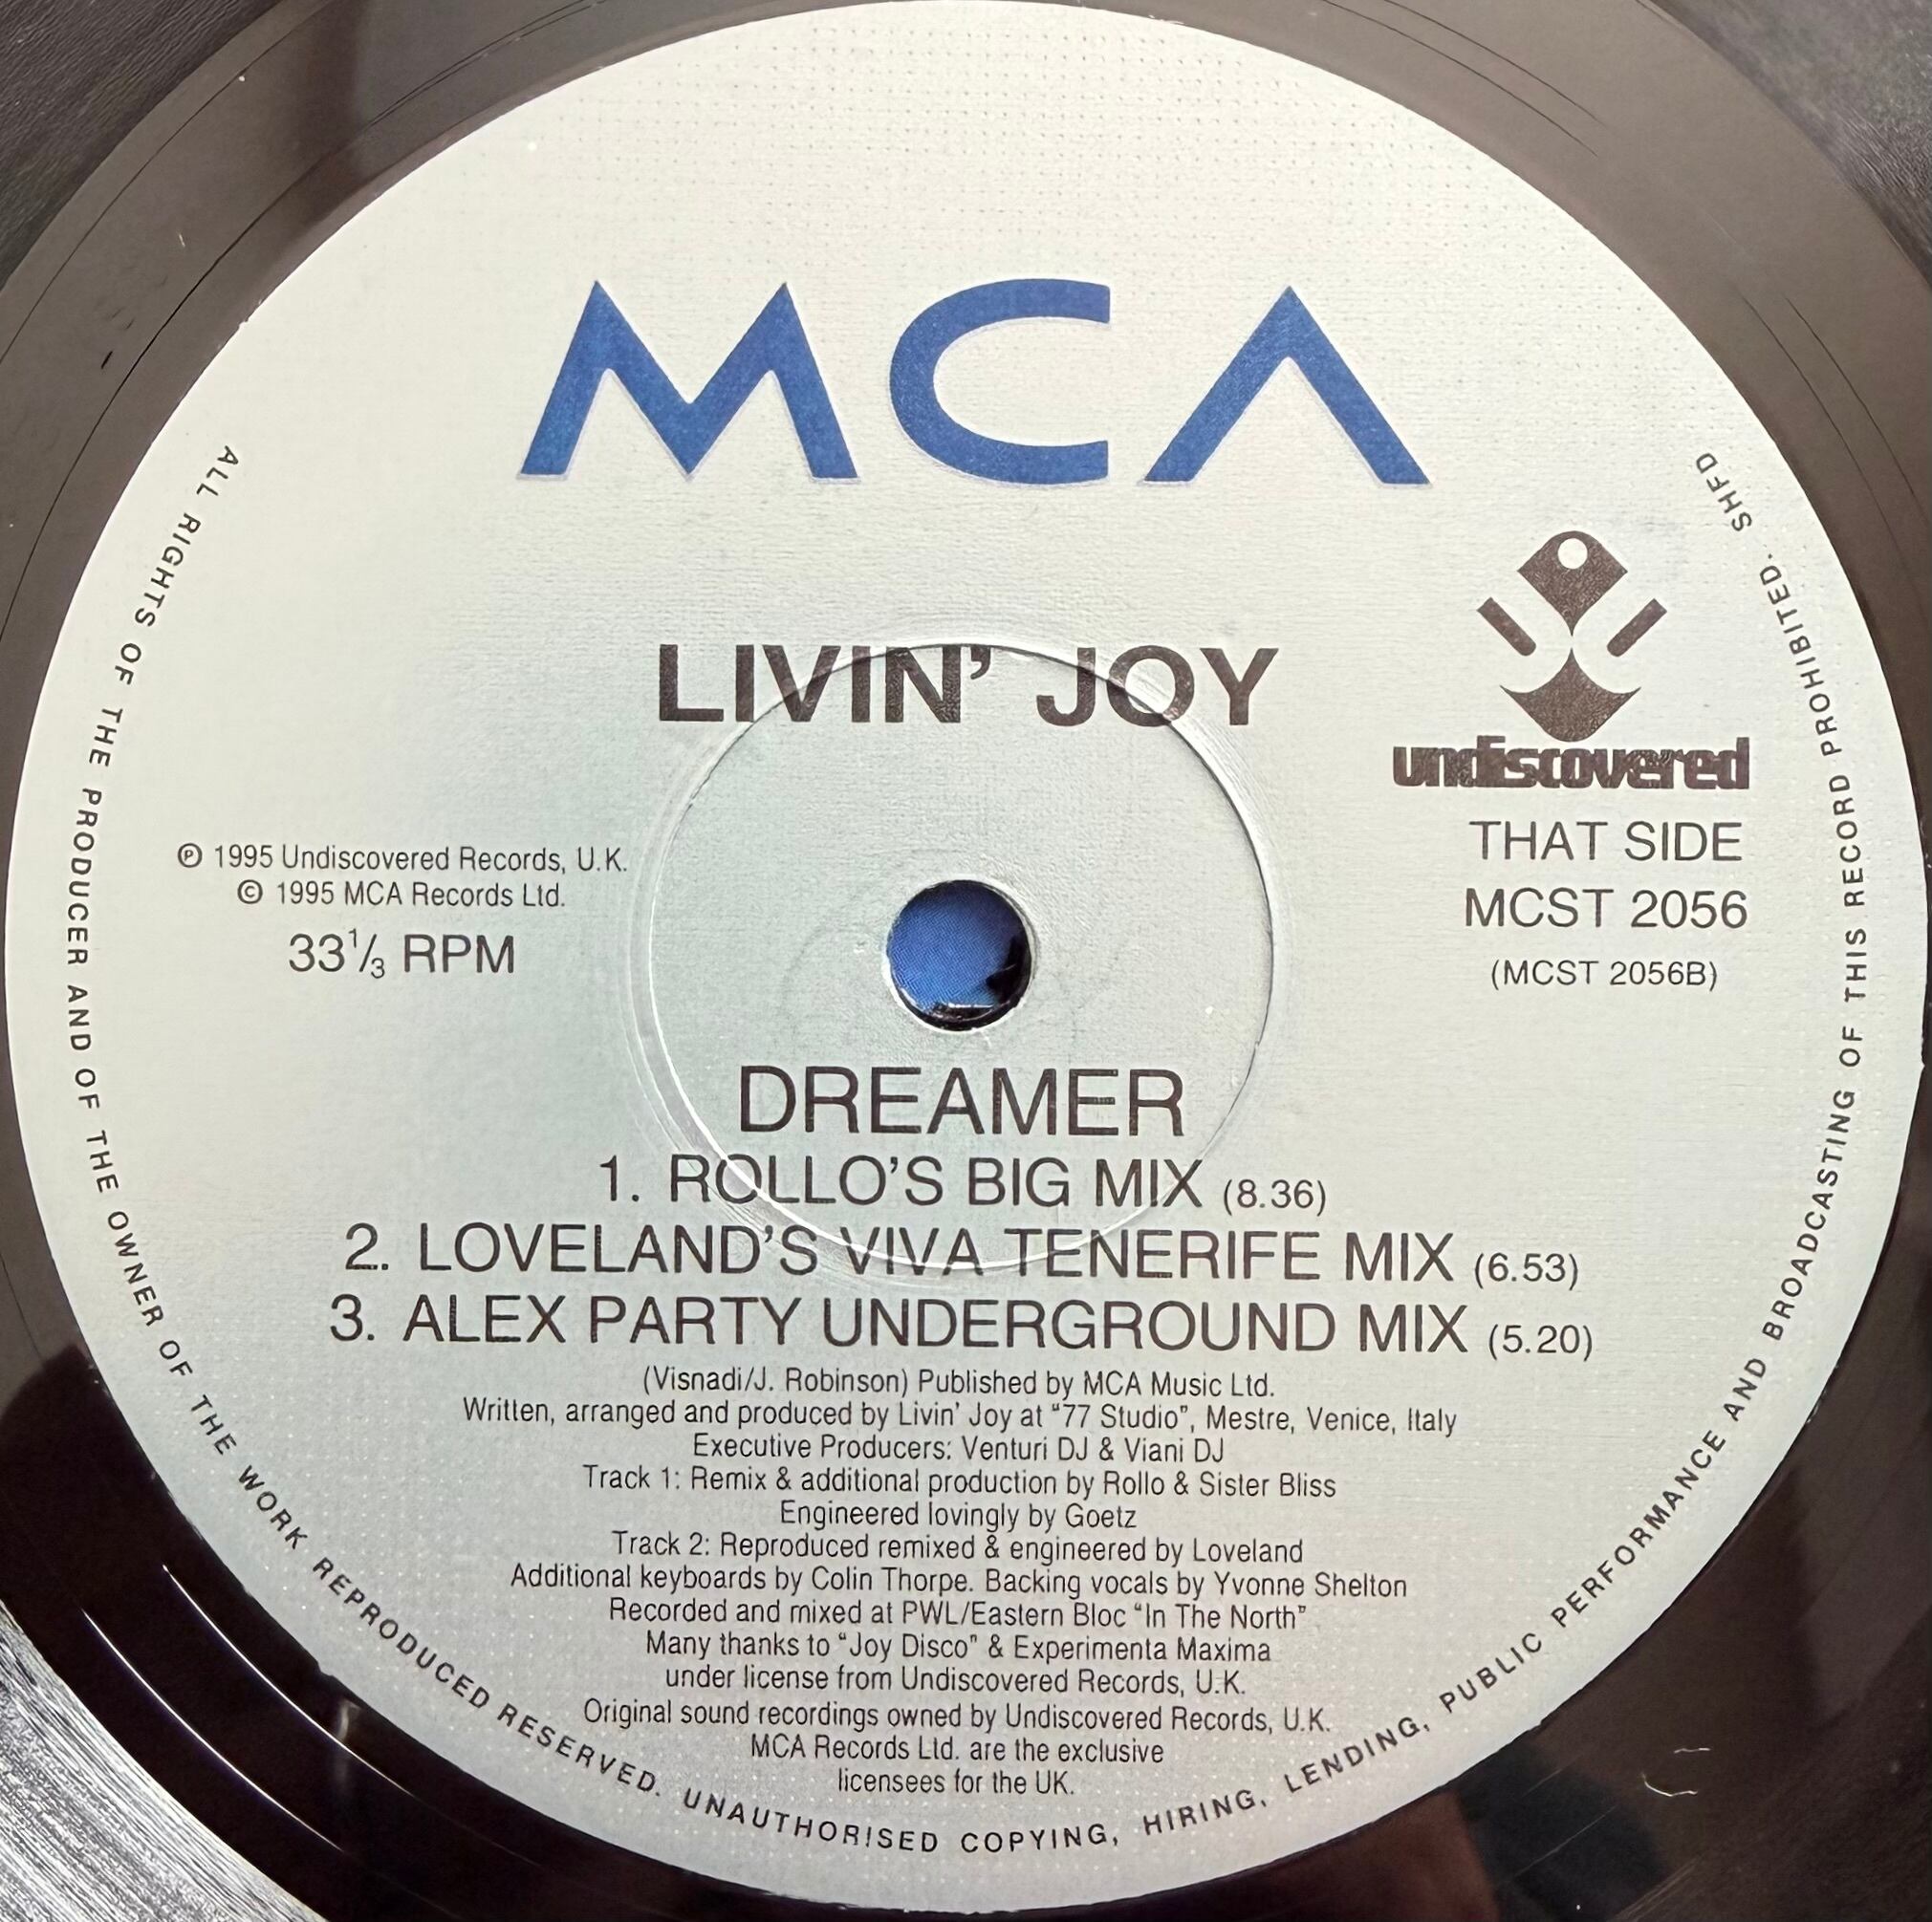 MCA
LIVIN' JOY
undiscovered
THAT SIDE
MCST 2056
(MCST 2056B)
℗ 1995 Undiscovered Records, U.K.
© 1995 MCA Records Ltd.
33⅓ RPM
DREAMER
1. ROLLO'S BIG MIX (8.36)
2. LOVELAND'S VIVA TENERIFE MIX (6.53)
3. ALEX PARTY UNDERGROUND MIX (5.20)
(Visnadi/J. Robinson) Published by MCA Music Ltd.
Written, arranged and produced by Livin' Joy at "77 Studio", Mestre, Venice, Italy
Executive Producers: Venturi DJ & Viani DJ
Track 1: Remix & additional production by Rollo & Sister Bliss
Engineered lovingly by Goetz
Track 2: Reproduced remixed & engineered by Loveland
Additional keyboards by Colin Thorpe. Backing vocals by Yvonne Shelton
Recorded and mixed at PWL/Eastern Bloc "In The North"
Many thanks to "Joy Disco" & Experimenta Maxima
under license from Undiscovered Records, U.K.
Original sound recordings owned by Undiscovered Records, U.K.
MCA Records Ltd. are the exclusive
licensees for the UK.
ALL RIGHTS OF THE PRODUCER AND OF THE OWNER OF THE WORK REPRODUCED RESERVED. UNAUTHORISED COPYING, HIRING, LENDING, PUBLIC PERFORMANCE AND BROADCASTING OF THIS RECORD PROHIBITED. SHFD